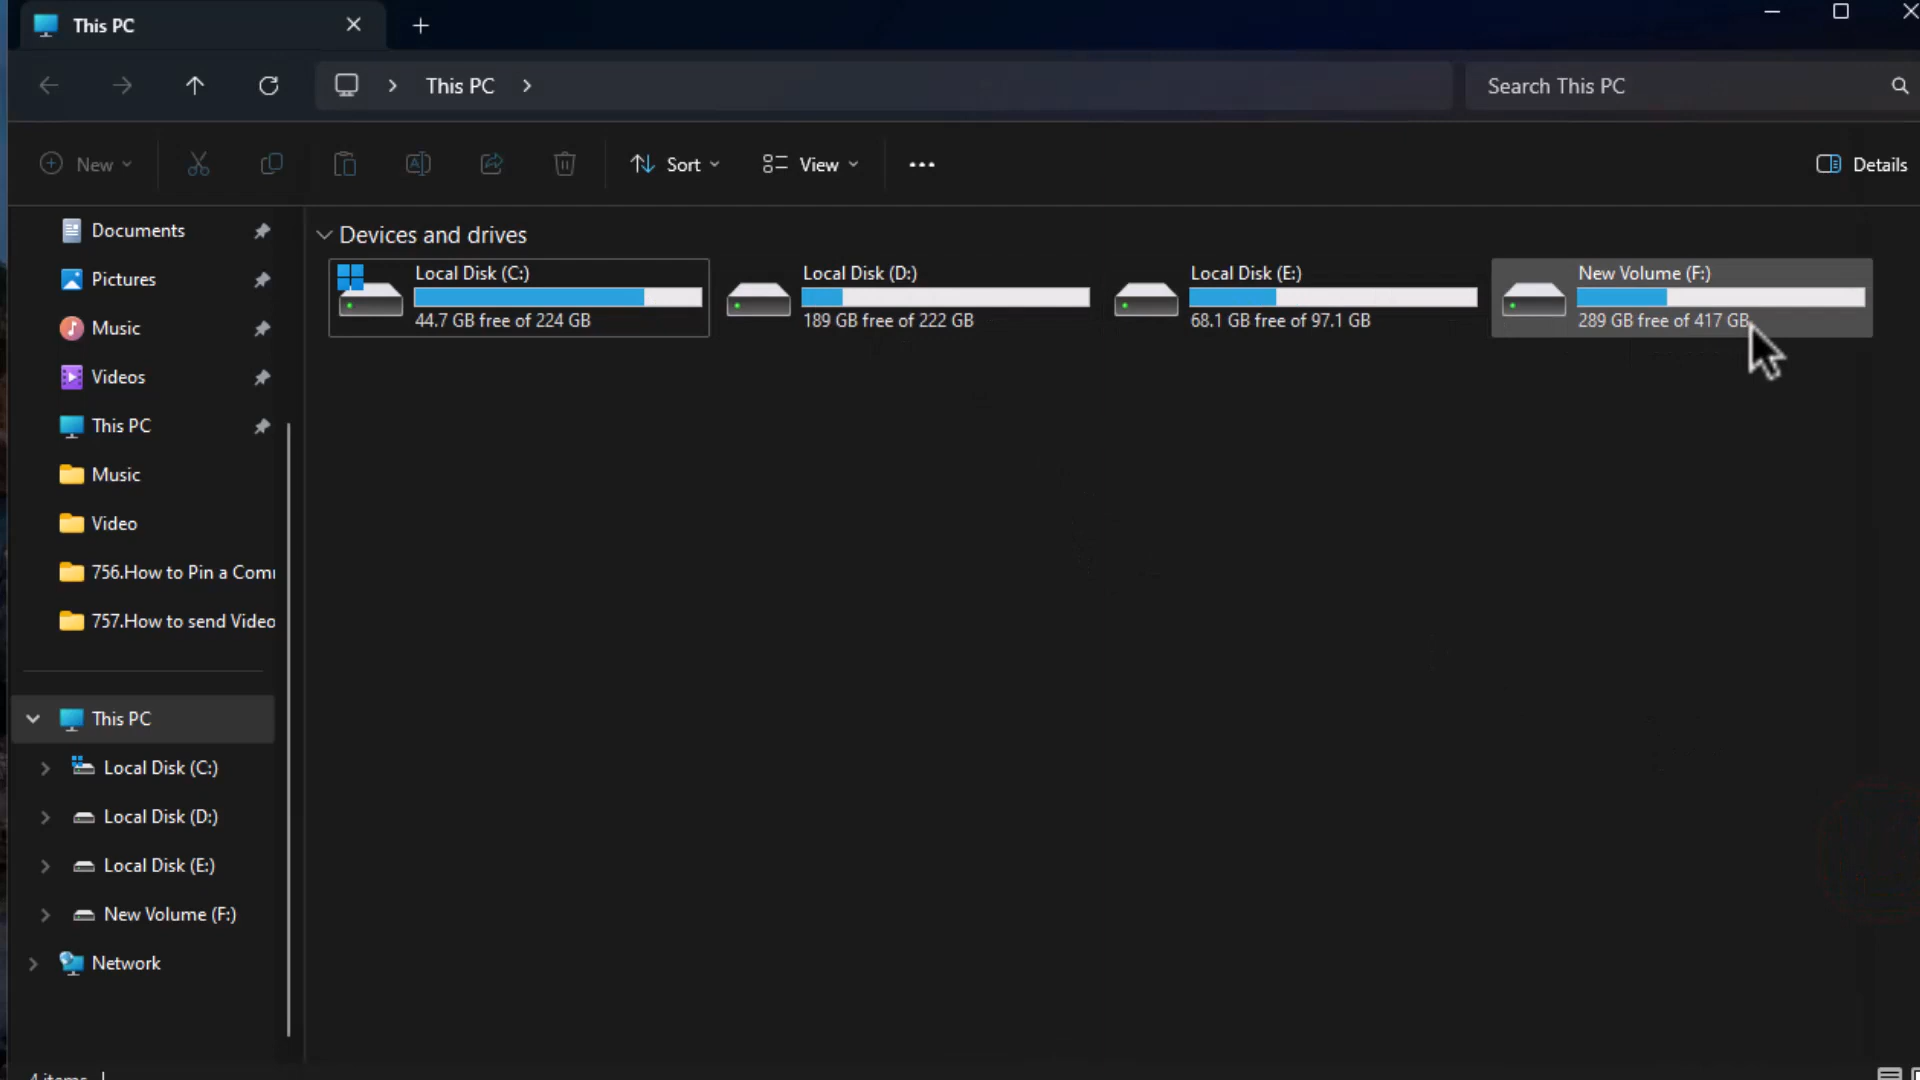 This PC
This PC
Search This PC
New
Sort
View
Details
Documents
Pictures
Music
Videos
This PC
Music
Video
756.How to Pin a Com
757.How to send Video
This PC
Local Disk (C:)
Local Disk (D:)
Local Disk (E:)
New Volume (F:)
Network
Devices and drives
Local Disk (C:)
44.7 GB free of 224 GB
Local Disk (D:)
189 GB free of 222 GB
Local Disk (E:)
68.1 GB free of 97.1 GB
New Volume (F:)
289 GB free of 417 GB
4 items